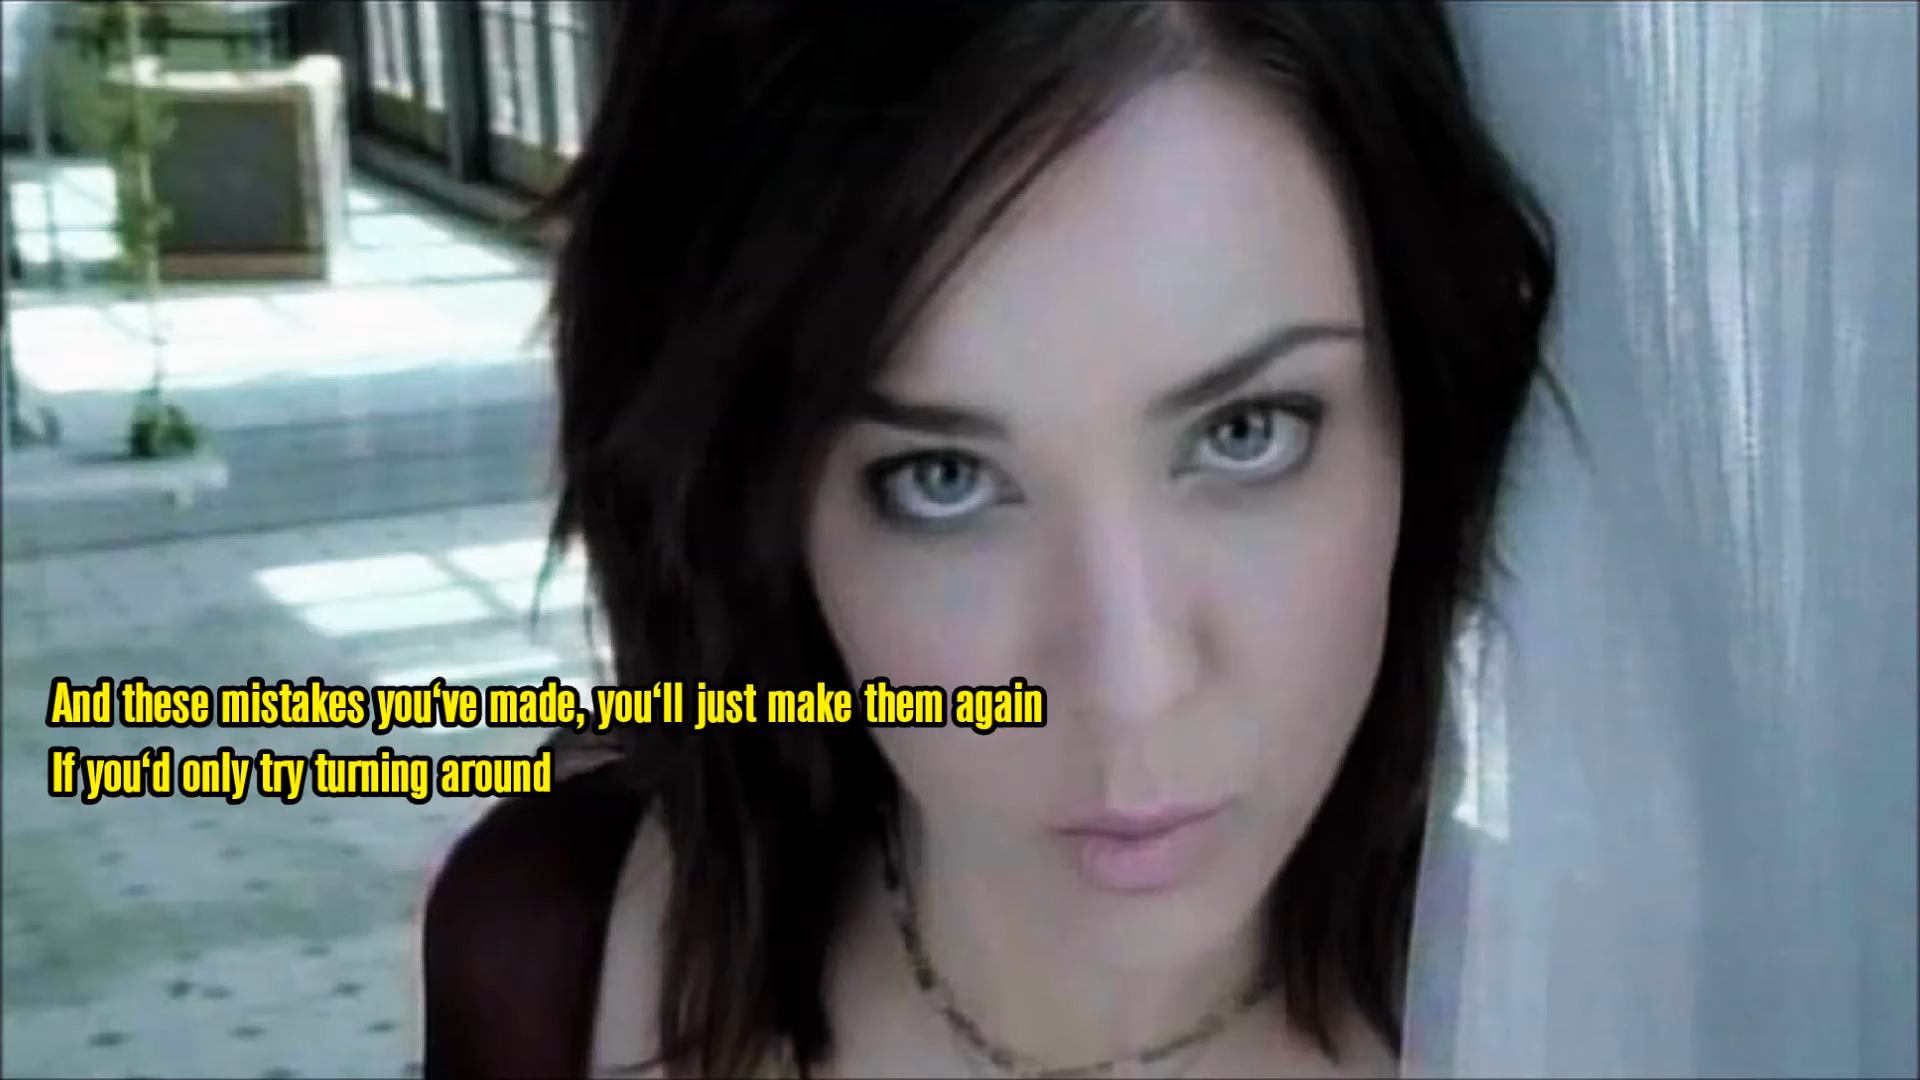 And these mistakes you‘ve made, you‘ll just make them again
If you‘d only try turning around